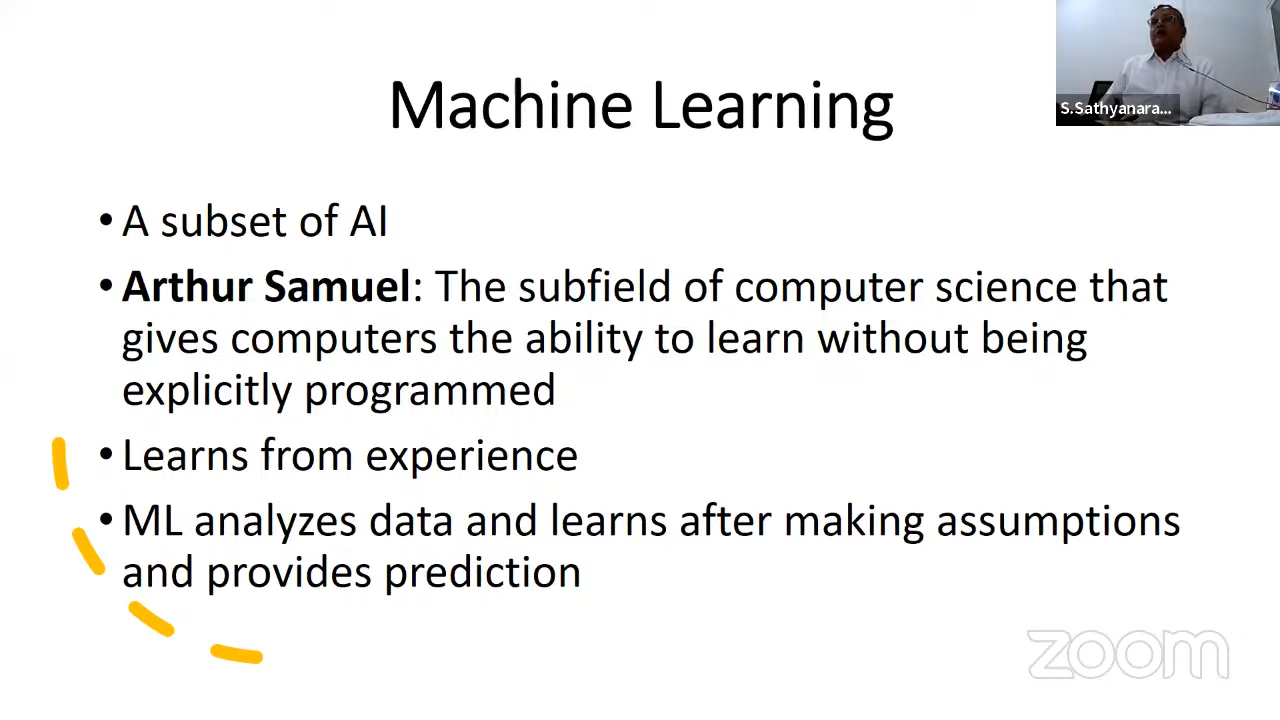 S.Sathyanara...
Machine Learning
• A subset of AI
• Arthur Samuel: The subfield of computer science that
gives computers the ability to learn without being
explicitly programmed
• Learns from experience
• ML analyzes data and learns after making assumptions
and provides prediction
zoom